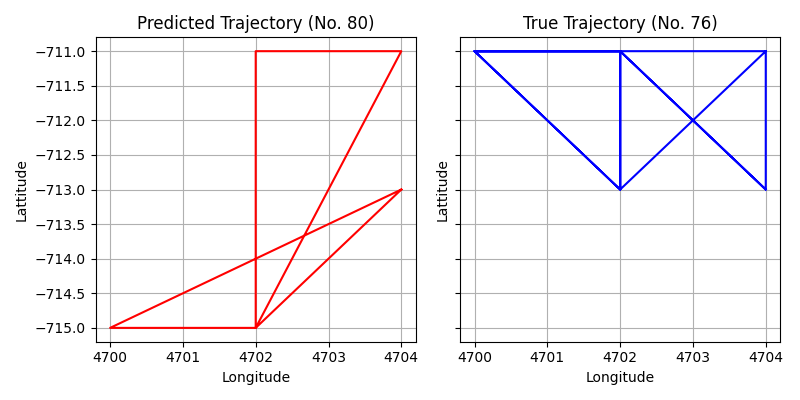 Predicted Trajectory (No. 80)
True Trajectory (No. 76)
−711.0
−711.5
−712.0
−712.5
−713.0
−713.5
−714.0
−714.5
−715.0
Lattitude
Lattitude
4700 4701 4702 4703 4704
4700 4701 4702 4703 4704
Longitude
Longitude